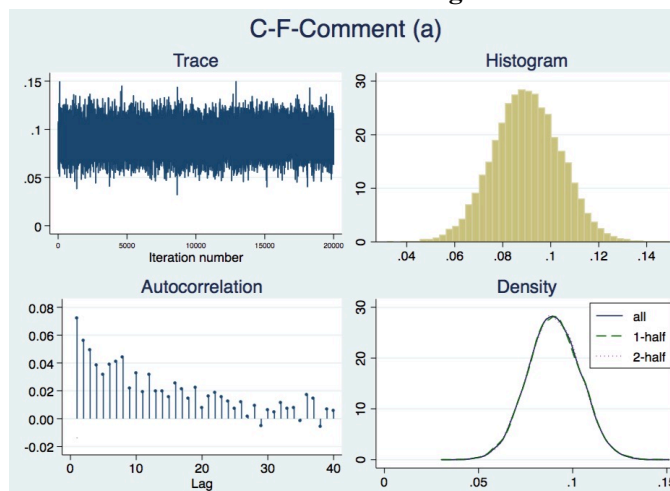 C-F-Comment (a)
Trace
.15
.1
.05
0
0 5000 10000 15000 20000
Iteration number
Histogram
30
20
10
0
.04 .06 .08 .1 .12 .14
Autocorrelation
0.08
0.06
0.04
0.02
0.00
-0.02
0 10 20 30 40
Lag
Density
all
1-half
2-half
30
20
10
0
0 .05 .1